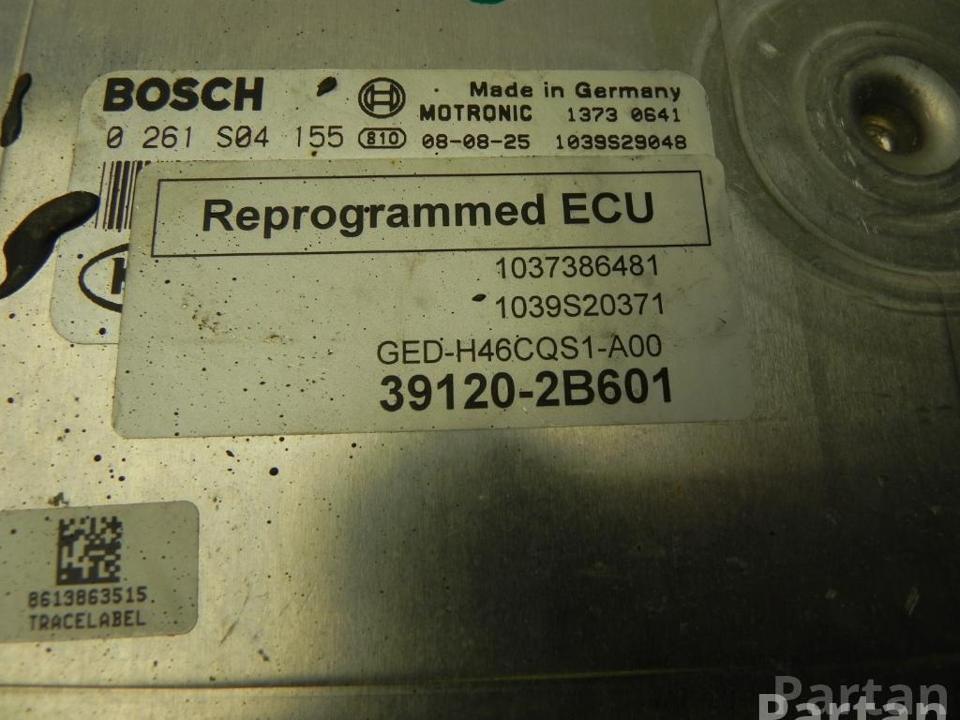 BOSCH
Made in Germany
MOTRONIC 1373 0641
0 261 S04 155 810 08-08-25 1039S29048
Reprogrammed ECU
1037386481
1039S20371
GED-H46CQS1-A00
39120-2B601
8613863515.
TRACELABEL
Partan
Partan